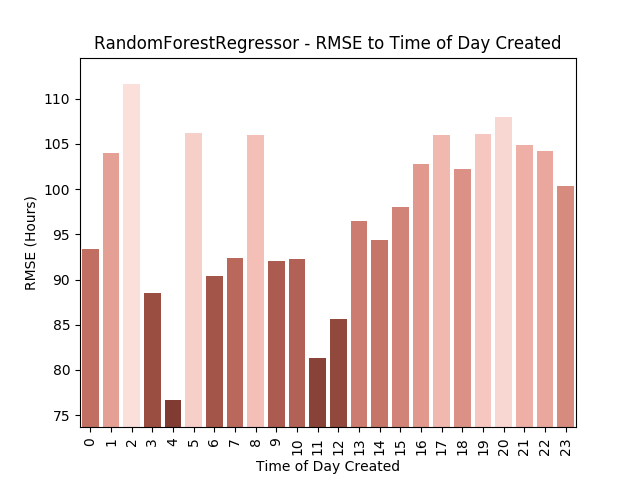 RandomForestRegressor - RMSE to Time of Day Created
110
105
100
95
90
85
80
75
RMSE (Hours)
0 1 2 3 4 5 6 7 8 9 10 11 12 13 14 15 16 17 18 19 20 21 22 23
Time of Day Created